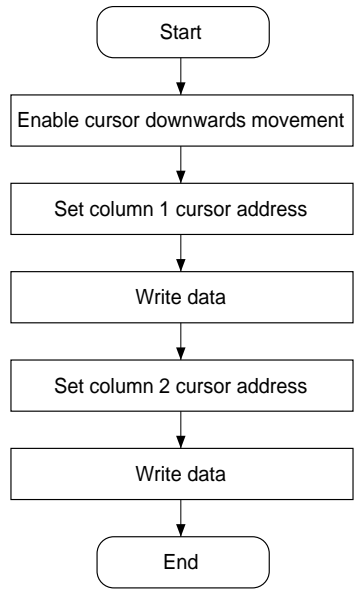 Start
Enable cursor downwards movement
Set column 1 cursor address
Write data
Set column 2 cursor address
Write data
End